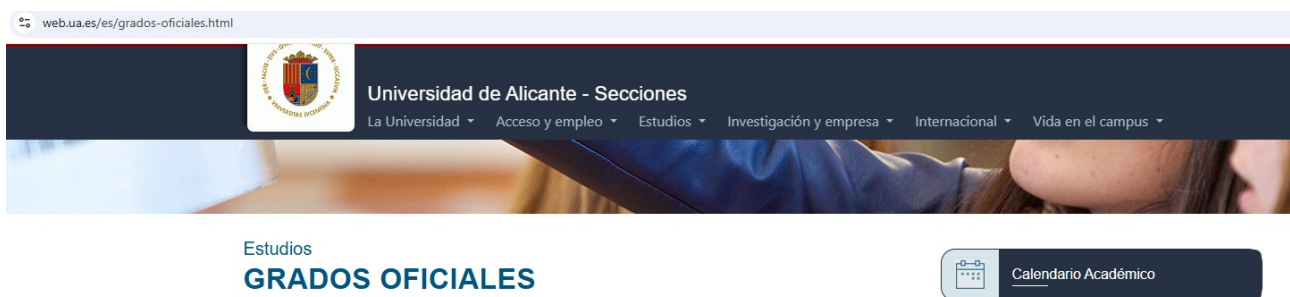 web.ua.es/es/grados-oficiales.html
Universidad de Alicante - Secciones
La Universidad Acceso y empleo Estudios Investigación y empresa Internacional Vida en el campus
Estudios
GRADOS OFICIALES
Calendario Académico